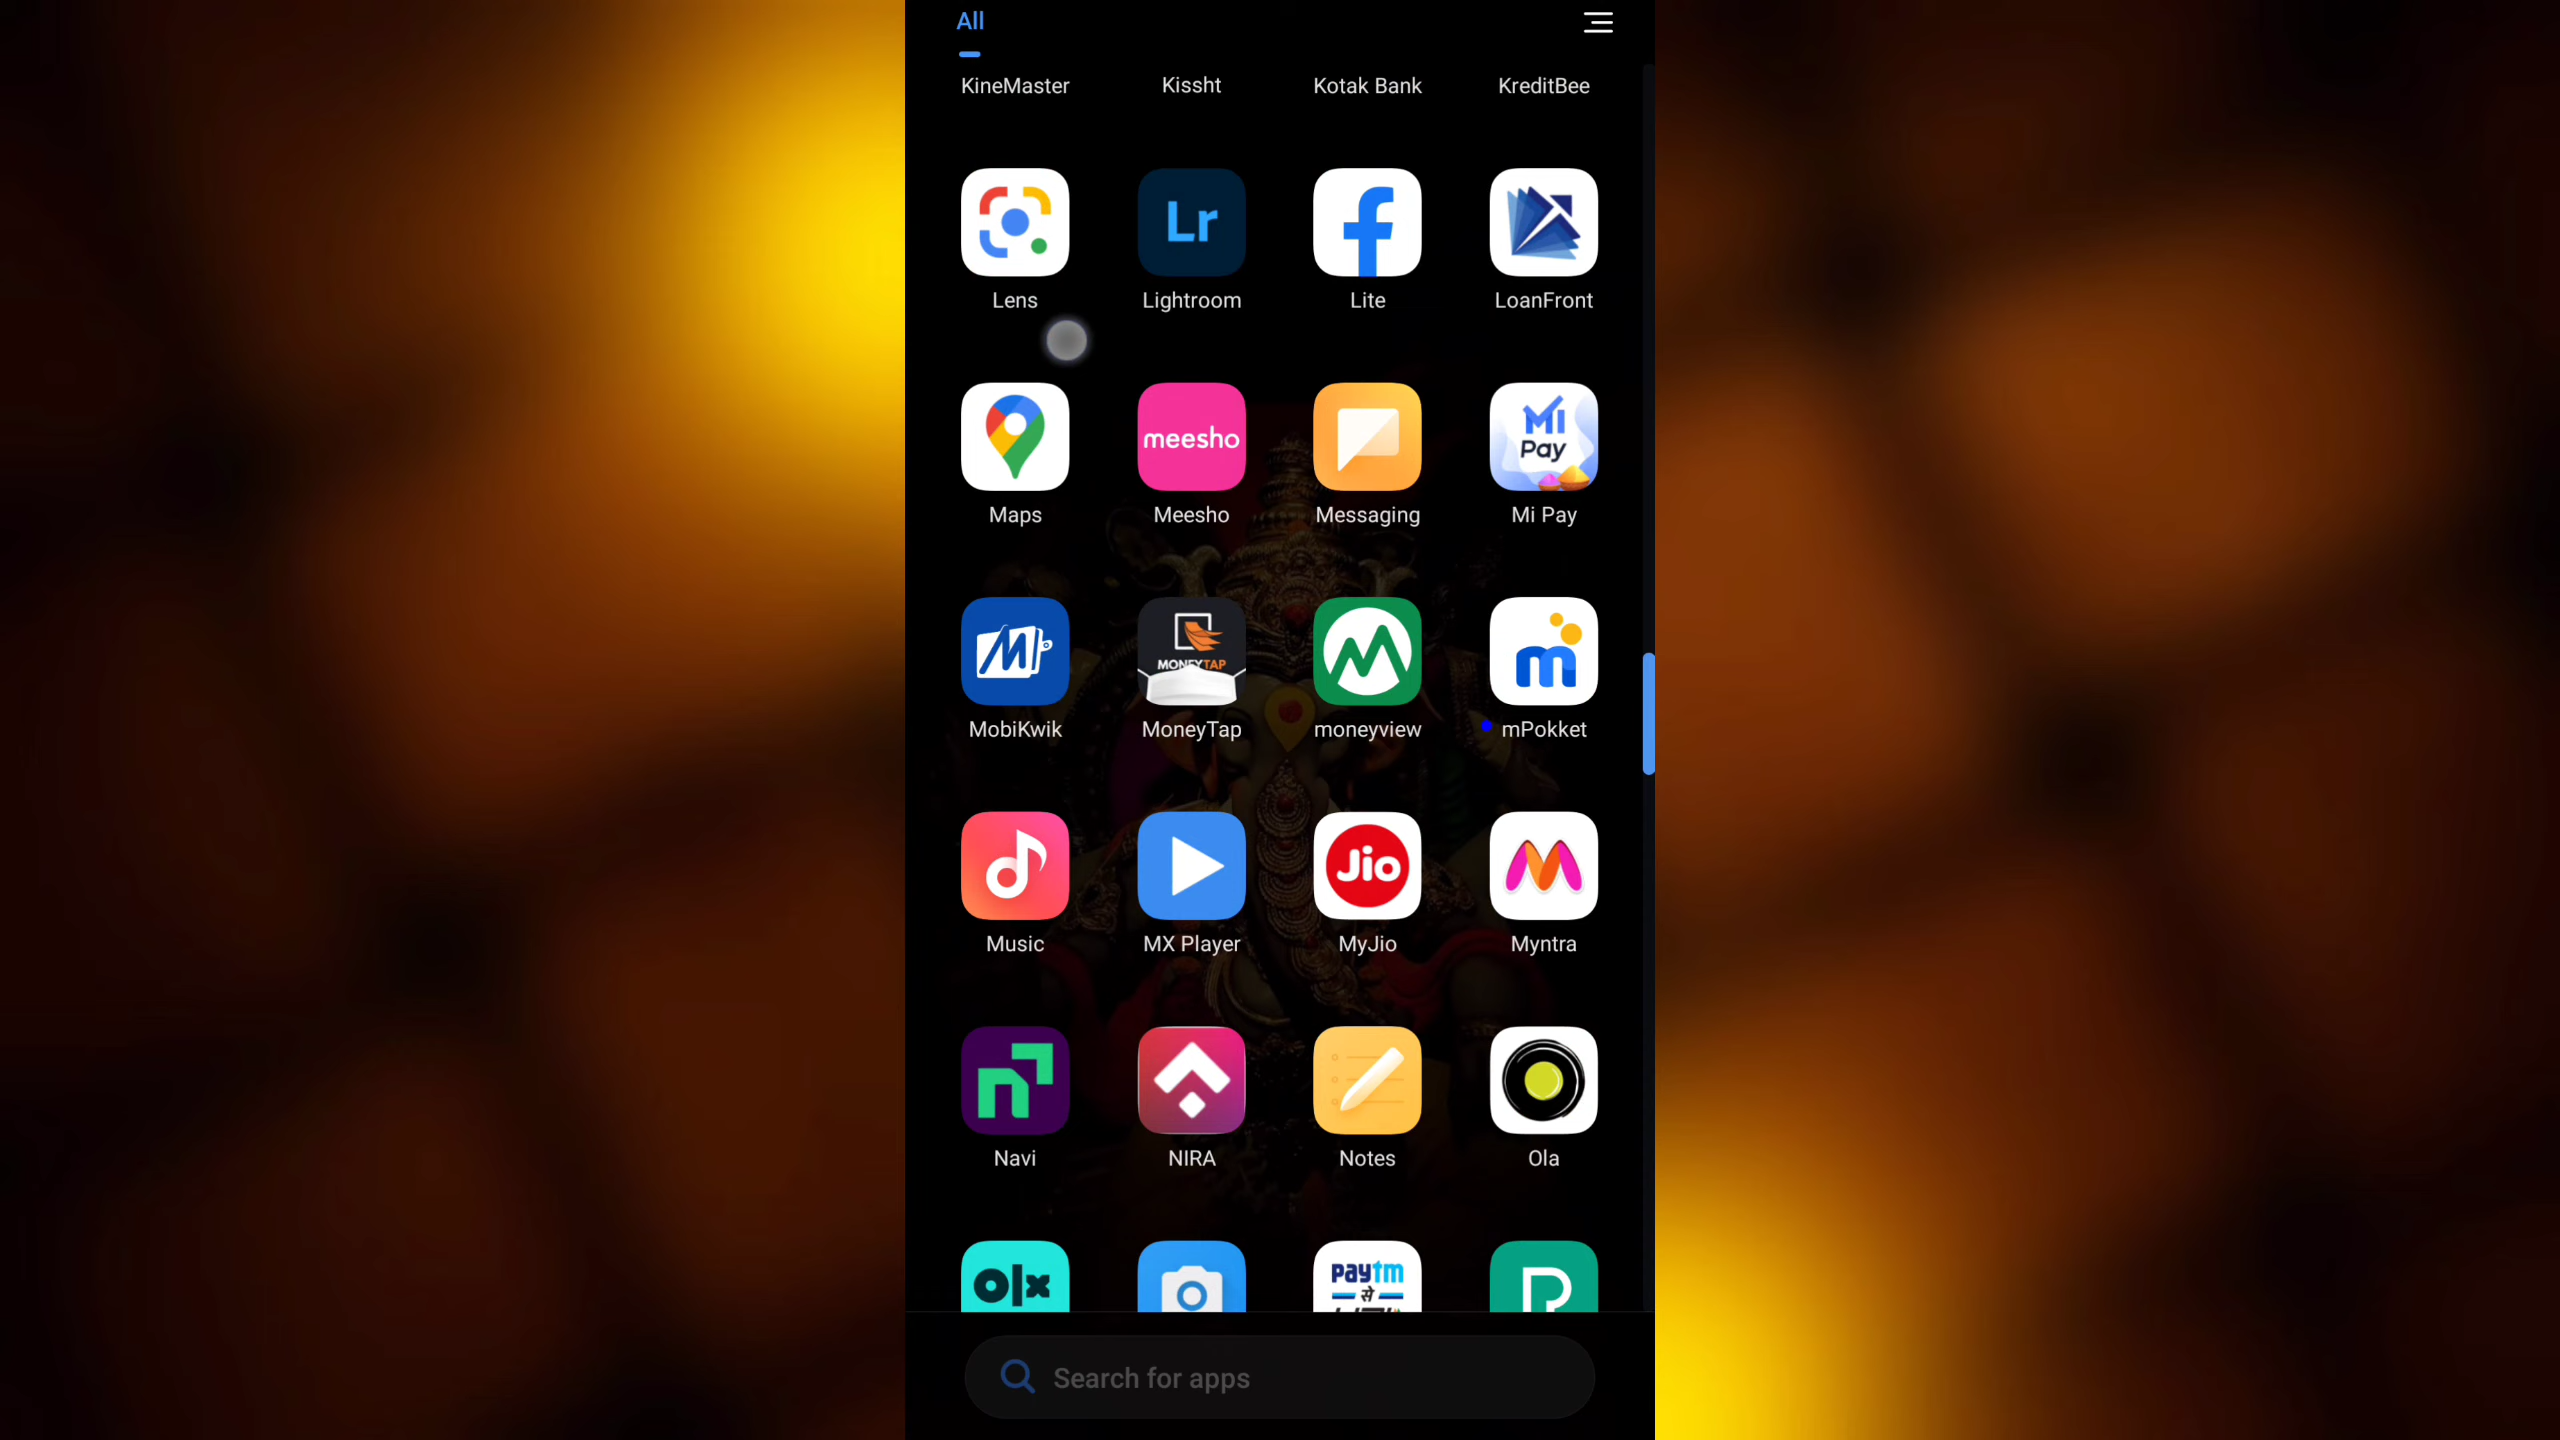 All
KineMaster Kissht Kotak Bank KreditBee
Lr
Lens Lightroom Lite LoanFront
meesho
Mi Pay
Maps Meesho Messaging Mi Pay
MONEYTAP
MobiKwik MoneyTap moneyview mPokket
Jio
Music MX Player MyJio Myntra
Navi NIRA Notes Ola
olx
paytm
से
Search for apps